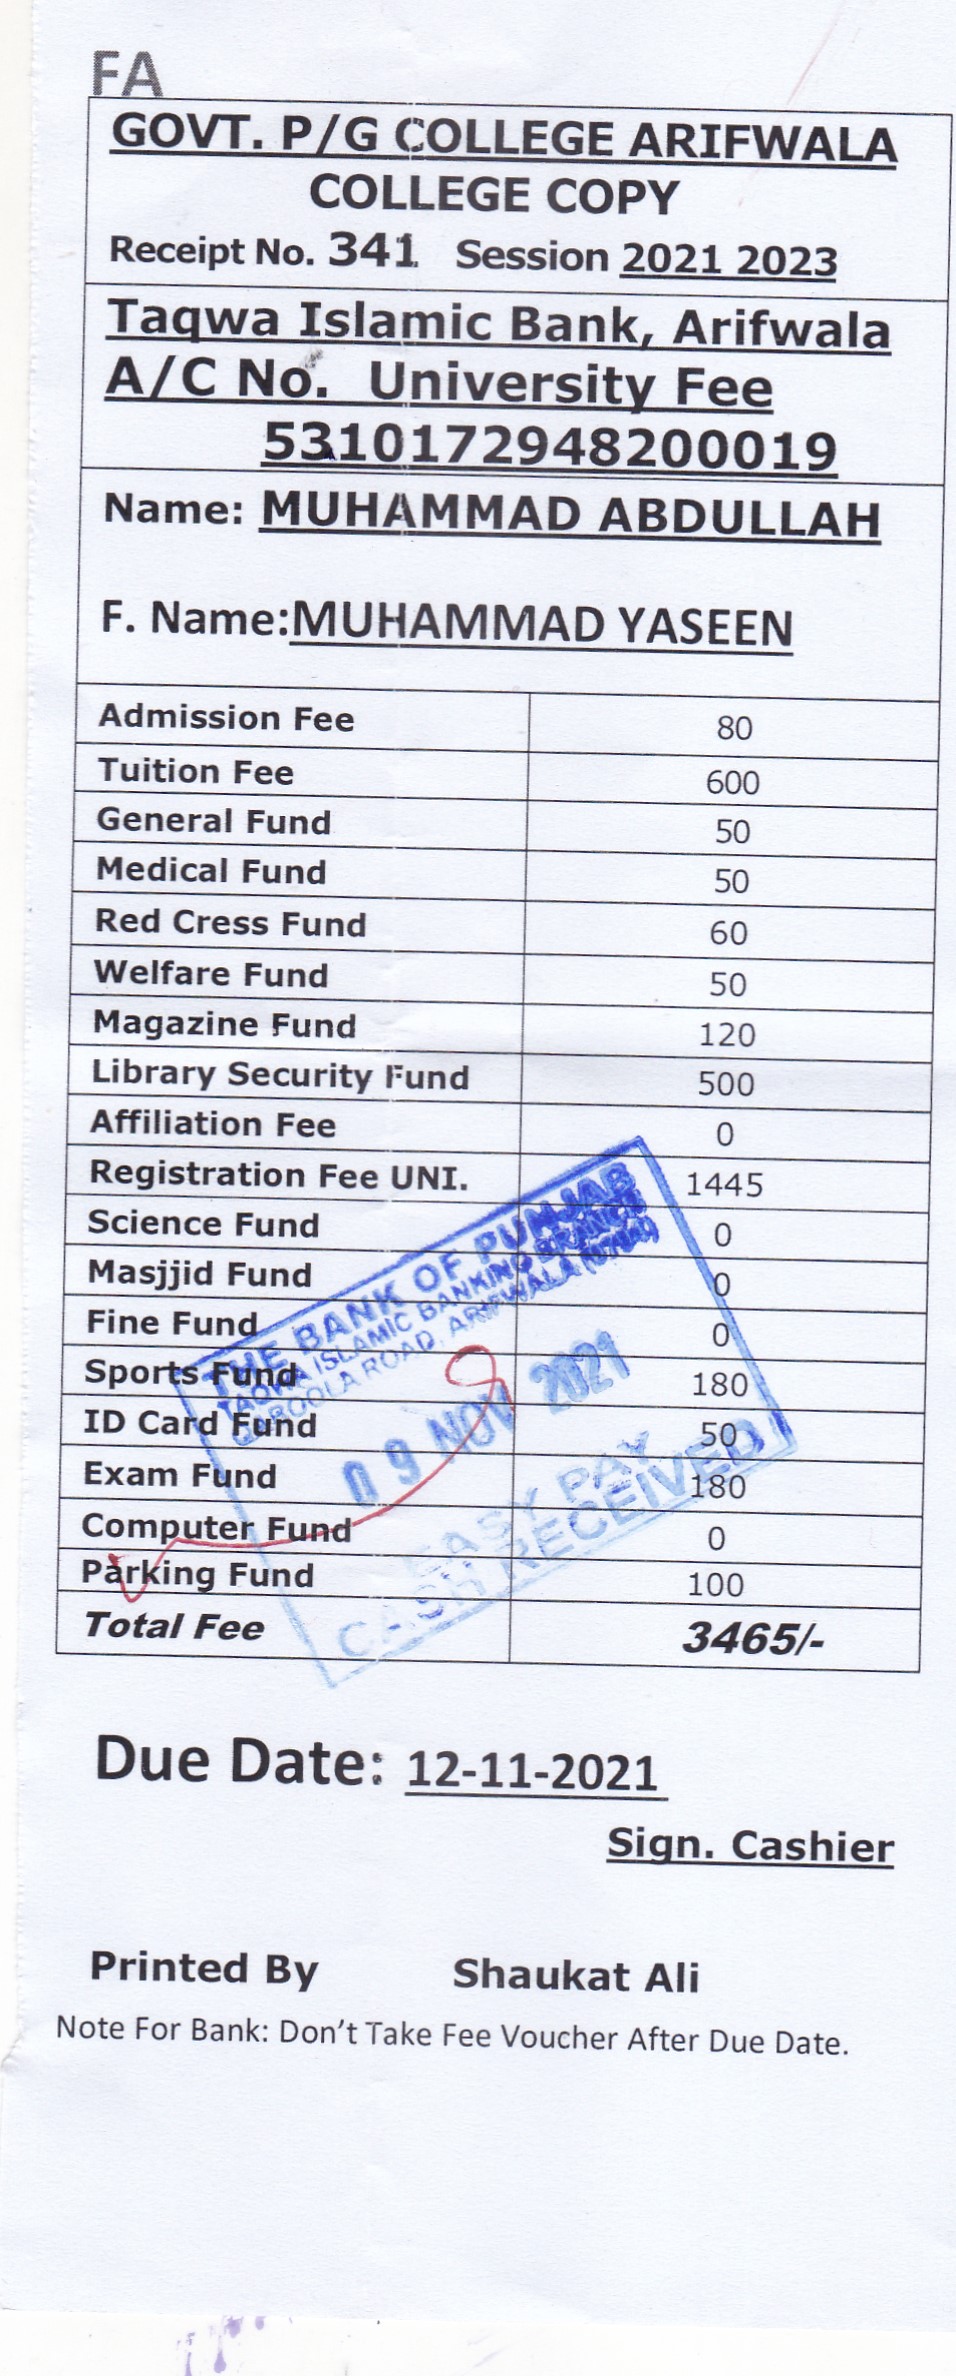 FA
GOVT. P/G COLLEGE ARIFWALA
COLLEGE COPY
Receipt No. 341 Session 2021 2023
Taqwa Islamic Bank, Arifwala
A/C No. University Fee
5310172948200019
Name: MUHAMMAD ABDULLAH
F. Name:MUHAMMAD YASEEN
Admission Fee 80
Tuition Fee 600
General Fund 50
Medical Fund 50
Red Cress Fund 60
Welfare Fund 50
Magazine Fund 120
Library Security Fund 500
Affiliation Fee 0
Registration Fee UNI. 1445
Science Fund 0
Masjjid Fund 0
Fine Fund 0
Sports Fund 180
ID Card Fund 50
Exam Fund 180
Computer Fund 0
Parking Fund 100
Total Fee 3465/-
THE BANK OF PUNJAB
TAQWA ISLAMIC BANKING BRANCH
ROAD, ARIFWALA
09 NOV 2021
EASY PAY
CASH RECEIVED
Due Date: 12-11-2021
Sign. Cashier
Printed By Shaukat Ali
Note For Bank: Don't Take Fee Voucher After Due Date.